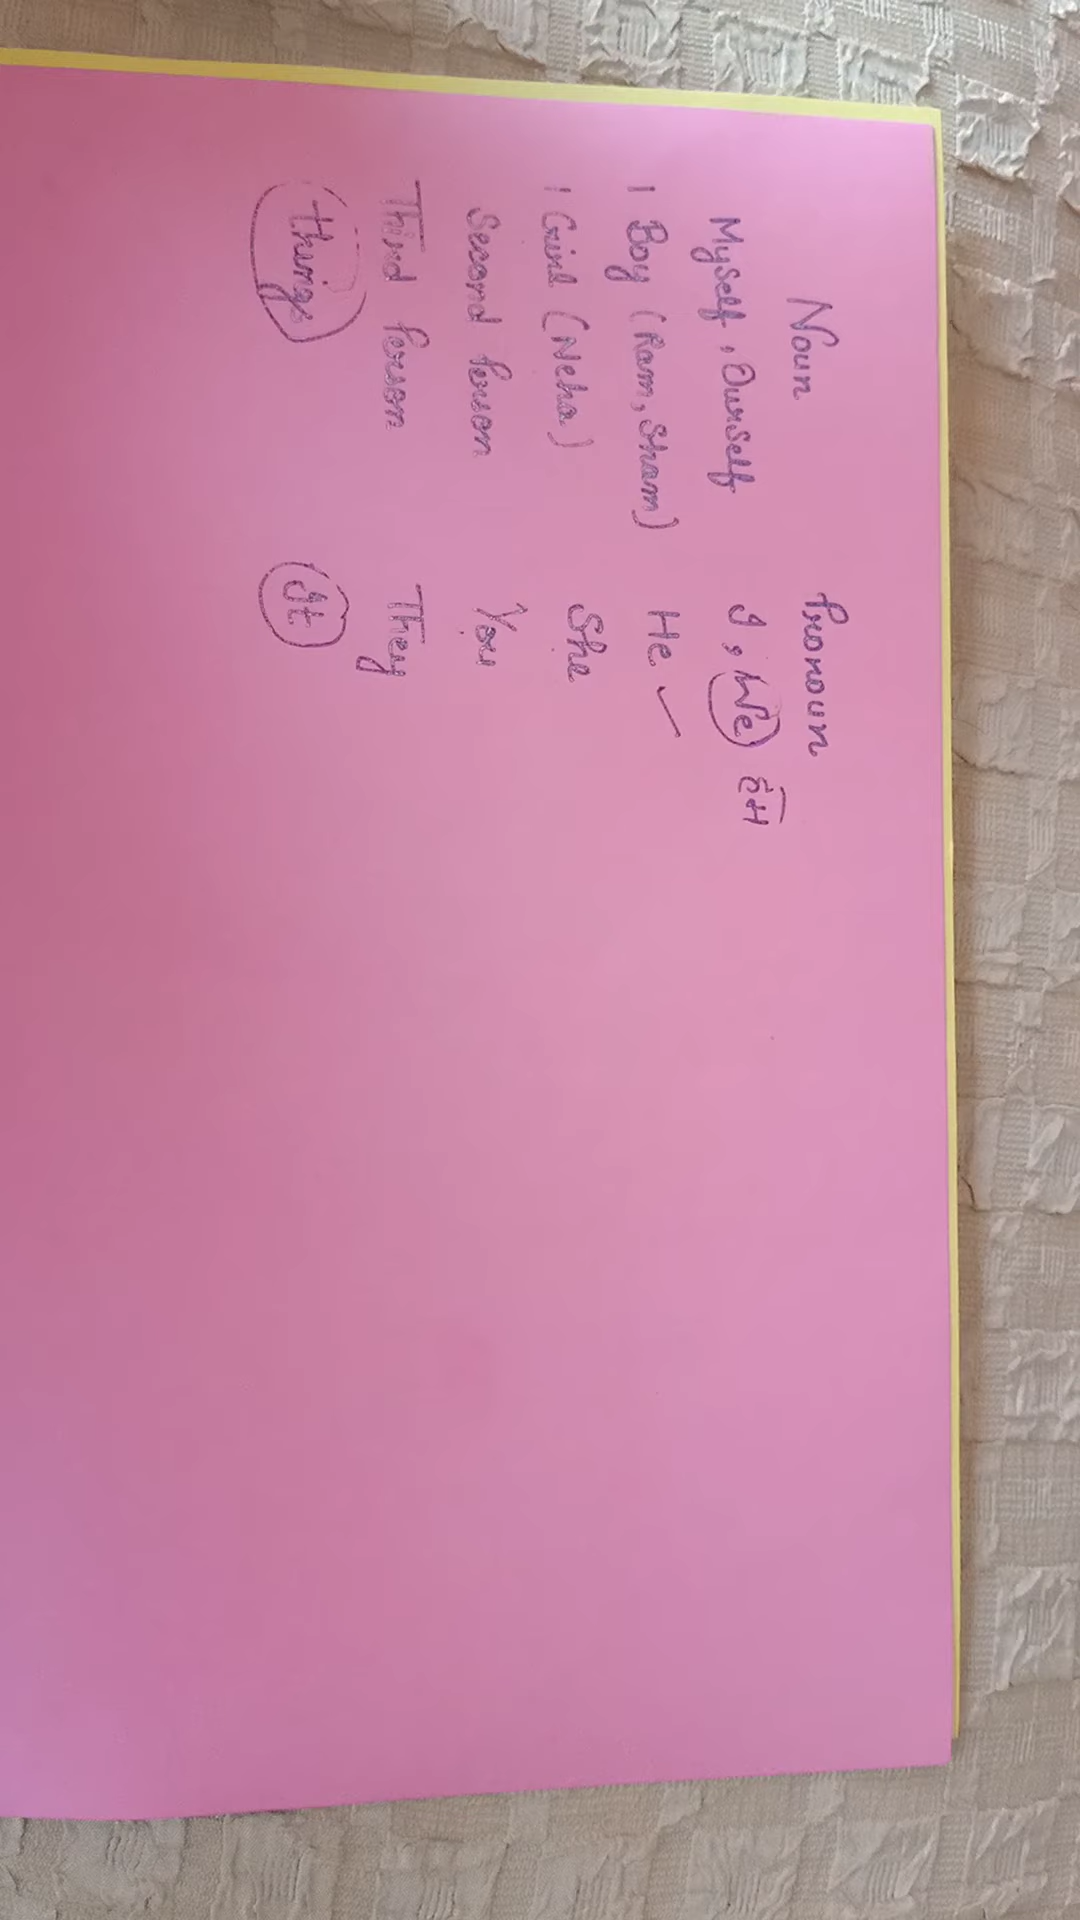 Noun Pronoun
Myself, Ourself I, We हम
1 Boy (Ram, Sham) He ✓
1 Girl (Neha) She
Second Person You
Third Person They
things It